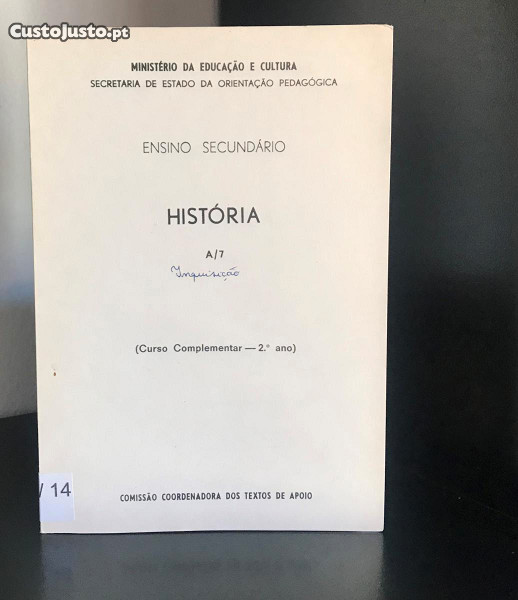 CustoJusto.pt
MINISTÉRIO DA EDUCAÇÃO E CULTURA
SECRETARIA DE ESTADO DA ORIENTAÇÃO PEDAGÓGICA
ENSINO SECUNDÁRIO
HISTÓRIA
A/7
Inquisição
(Curso Complementar — 2.º ano)
/ 14
COMISSÃO COORDENADORA DOS TEXTOS DE APOIO